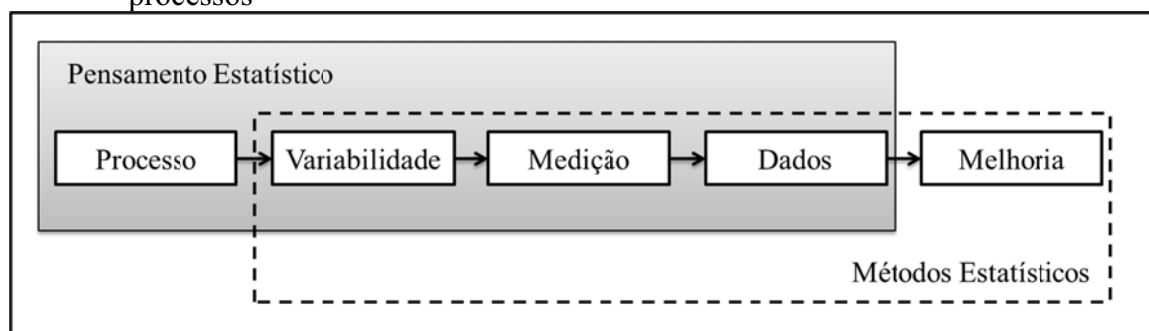 processos
Pensamento Estatístico
Processo
Variabilidade
Medição
Dados
Melhoria
Métodos Estatísticos